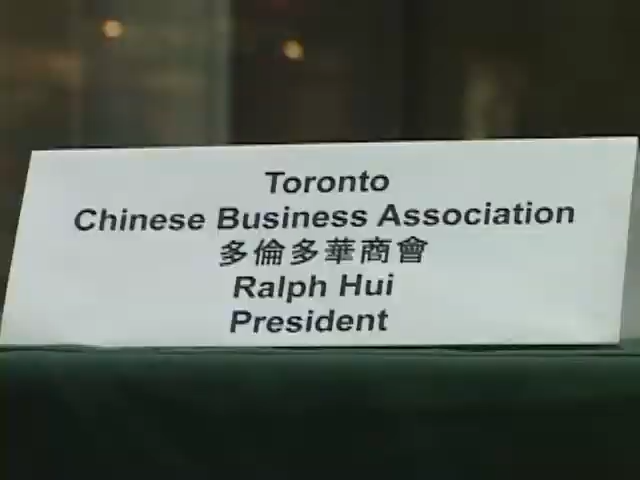 Toronto
Chinese Business Association
多倫多華商會
Ralph Hui
President